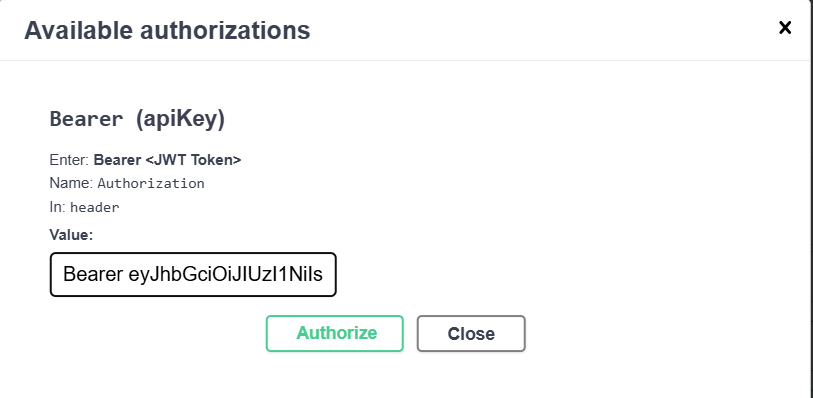 Available authorizations
×
Bearer (apiKey)
Enter: Bearer <JWT Token>
Name: Authorization
In: header
Value:
Bearer eyJhbGciOiJIUzI1NiIs
Authorize Close